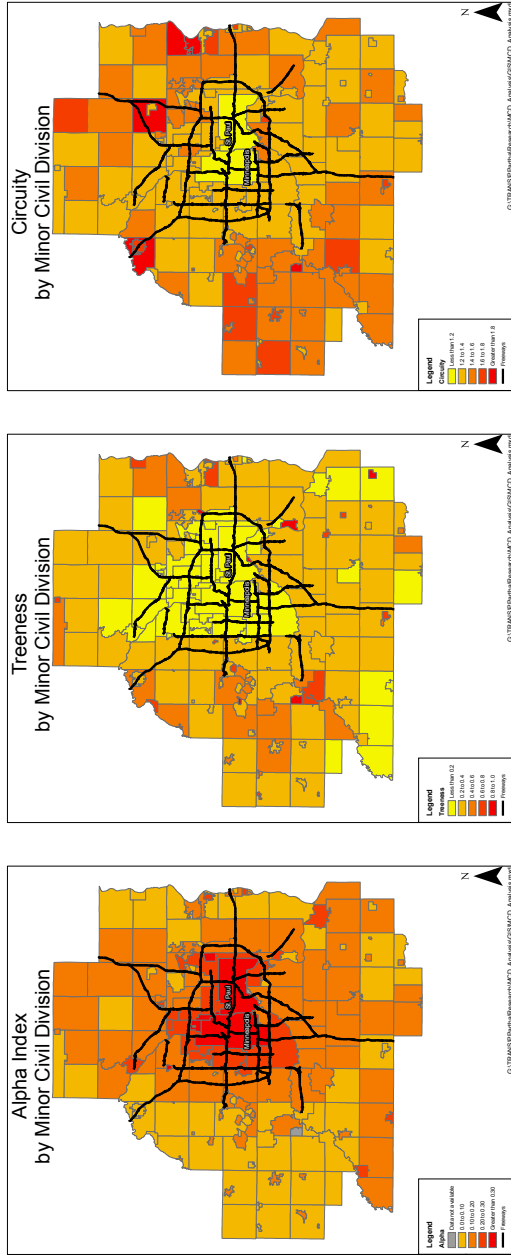 Circuity
by Minor Civil Division
St. Paul
Minneapolis
N
Legend
Circuity
Less than 1.2
1.2 to 1.4
1.4 to 1.6
1.6 to 1.8
Greater than 1.8
Freeways
Treeness
by Minor Civil Division
St. Paul
Minneapolis
N
Legend
Treeness
Less than 0.2
0.2 to 0.4
0.4 to 0.6
0.6 to 0.8
0.8 to 1.0
Freeways
Alpha Index
by Minor Civil Division
St. Paul
Minneapolis
N
Legend
Alpha
Data not available
0.0 to 0.10
0.10 to 0.20
0.20 to 0.30
Greater than 0.30
Freeways